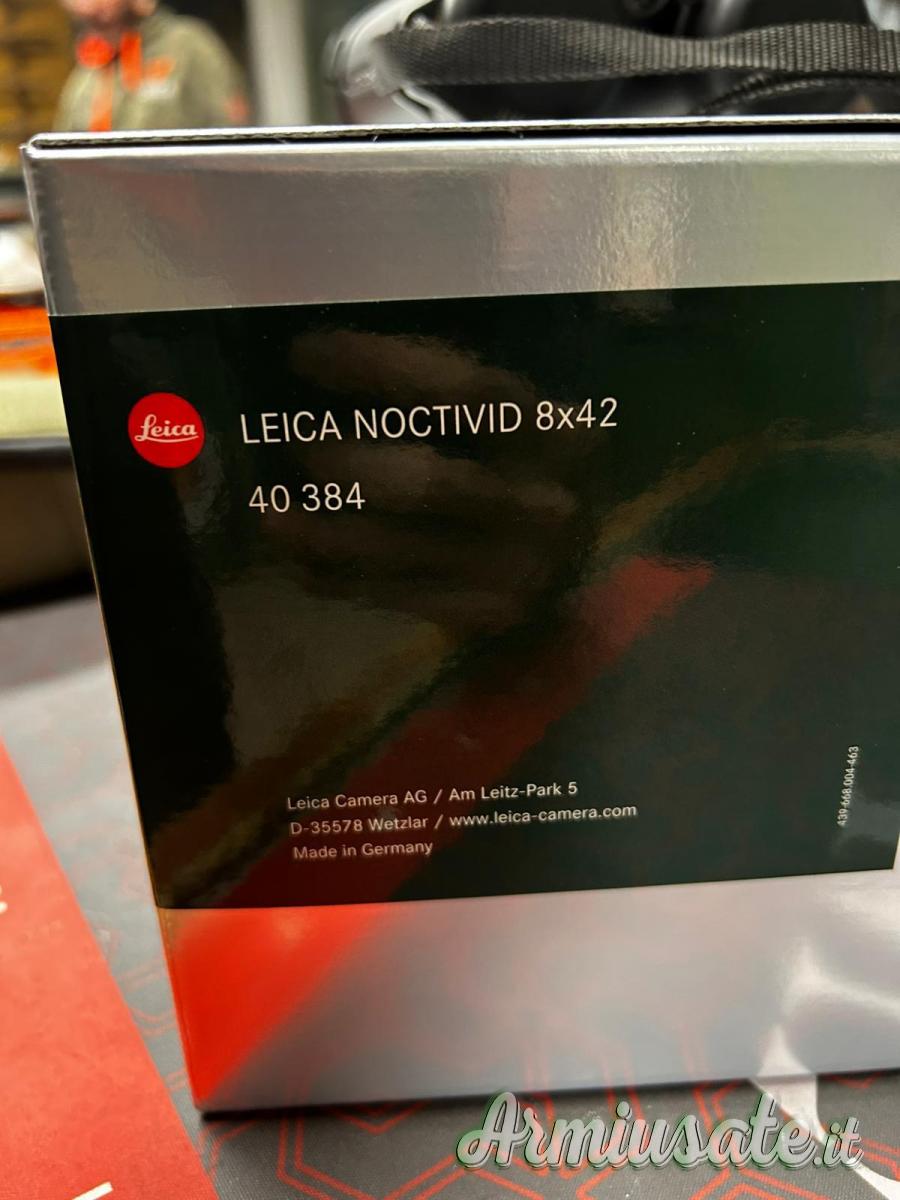 Leica
LEICA NOCTIVID 8x42
40 384
Leica Camera AG / Am Leitz-Park 5
D-35578 Wetzlar / www.leica-camera.com
Made in Germany
439-668.004-463
Armiusate.it